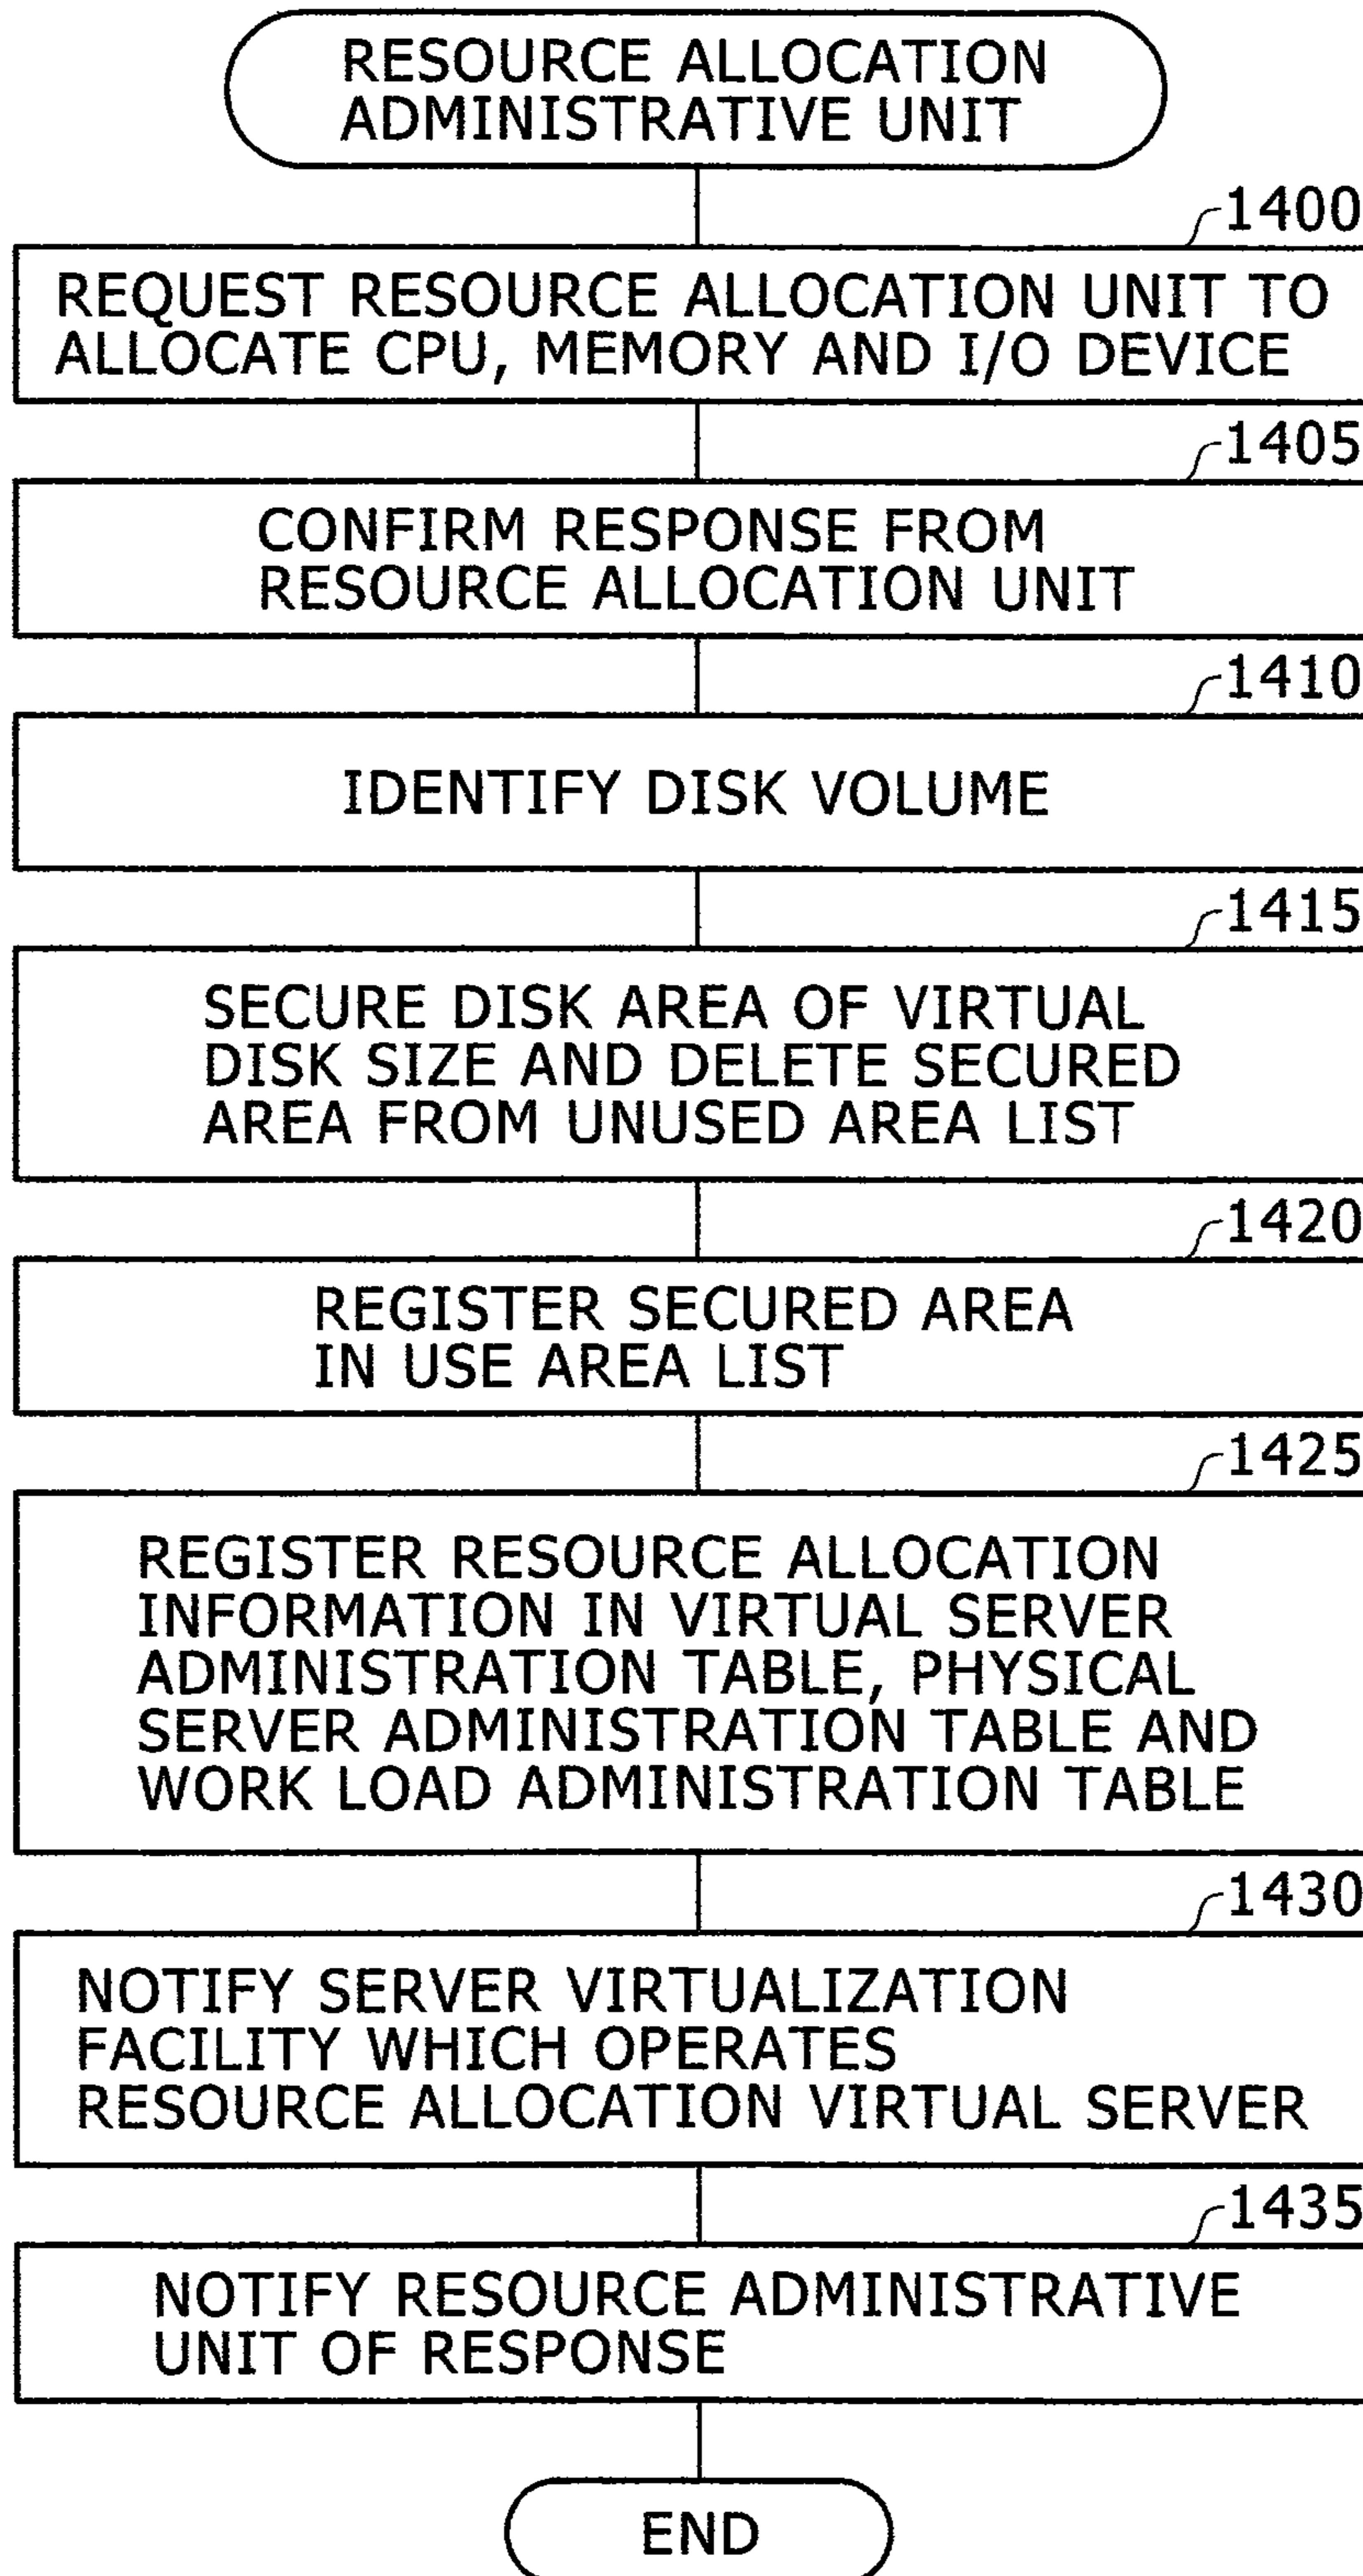 RESOURCE ALLOCATION
ADMINISTRATIVE UNIT
1400
REQUEST RESOURCE ALLOCATION UNIT TO
ALLOCATE CPU, MEMORY AND I/O DEVICE
1405
CONFIRM RESPONSE FROM
RESOURCE ALLOCATION UNIT
1410
IDENTIFY DISK VOLUME
1415
SECURE DISK AREA OF VIRTUAL
DISK SIZE AND DELETE SECURED
AREA FROM UNUSED AREA LIST
1420
REGISTER SECURED AREA
IN USE AREA LIST
1425
REGISTER RESOURCE ALLOCATION
INFORMATION IN VIRTUAL SERVER
ADMINISTRATION TABLE, PHYSICAL
SERVER ADMINISTRATION TABLE AND
WORK LOAD ADMINISTRATION TABLE
1430
NOTIFY SERVER VIRTUALIZATION
FACILITY WHICH OPERATES
RESOURCE ALLOCATION VIRTUAL SERVER
1435
NOTIFY RESOURCE ADMINISTRATIVE
UNIT OF RESPONSE
END